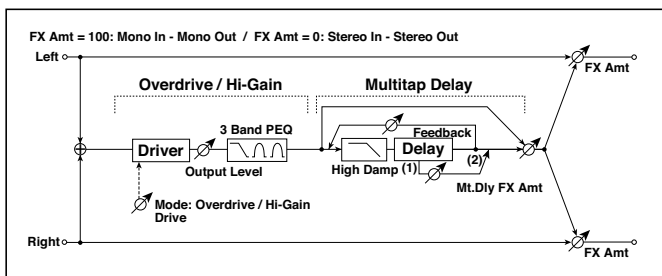 FX Amt = 100: Mono In - Mono Out / FX Amt = 0: Stereo In - Stereo Out
Left
FX Amt
Overdrive / Hi-Gain
Multitap Delay
3 Band PEQ
Feedback
Driver
Delay
Output Level
High Damp
(1)
(2)
Mt.Dly FX Amt
Mode: Overdrive / Hi-Gain
Drive
Right
FX Amt